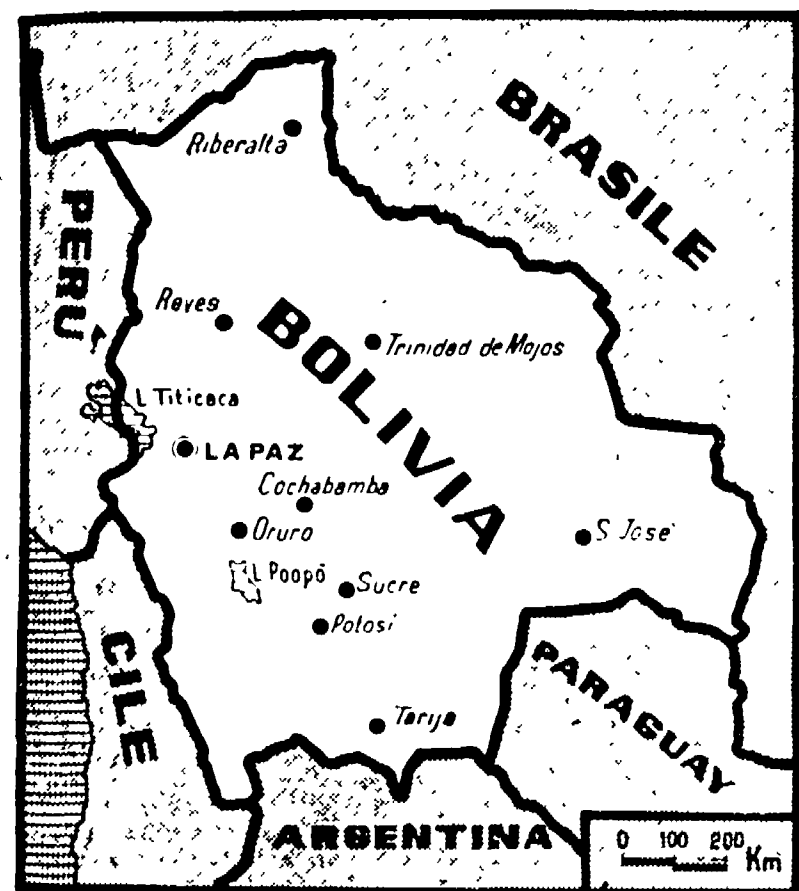 BRASILE
Riberalta
PERU
Reyes
BOLIVIA
Trinidad de Mojos
L Titicaca
LA PAZ
Cochabamba
Oruro
S José
L Poopó
Sucre
Potosi
CILE
PARAGUAY
Tarija
ARGENTINA
0 100 200 Km